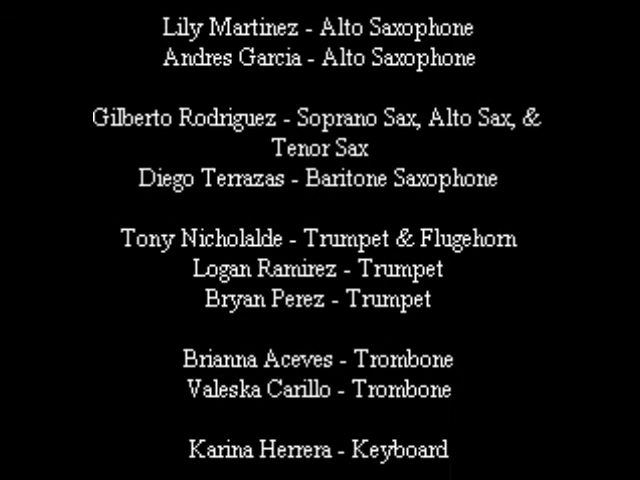 Lily Martinez - Alto Saxophone
Andres Garcia - Alto Saxophone
Gilberto Rodriguez - Soprano Sax, Alto Sax, &
Tenor Sax
Diego Terrazas - Baritone Saxophone
Tony Nicholalde - Trumpet & Flugehorn
Logan Ramirez - Trumpet
Bryan Perez - Trumpet
Brianna Aceves - Trombone
Valeska Carillo - Trombone
Karina Herrera - Keyboard